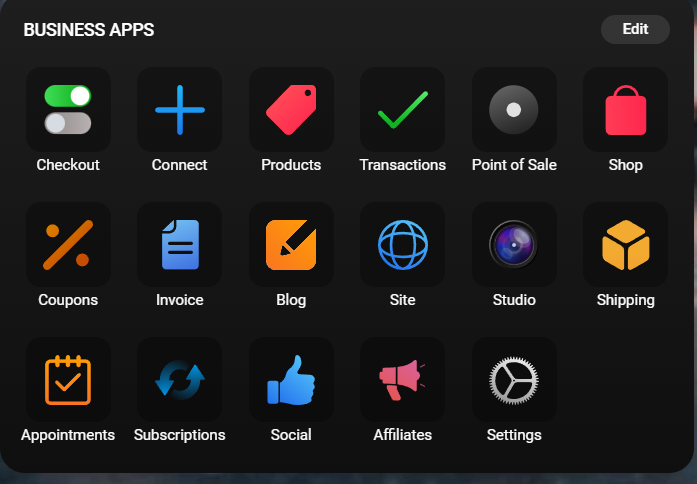 BUSINESS APPS
Edit
Checkout
Connect
Products
Transactions
Point of Sale
Shop
Coupons
Invoice
Blog
Site
Studio
Shipping
Appointments
Subscriptions
Social
Affiliates
Settings